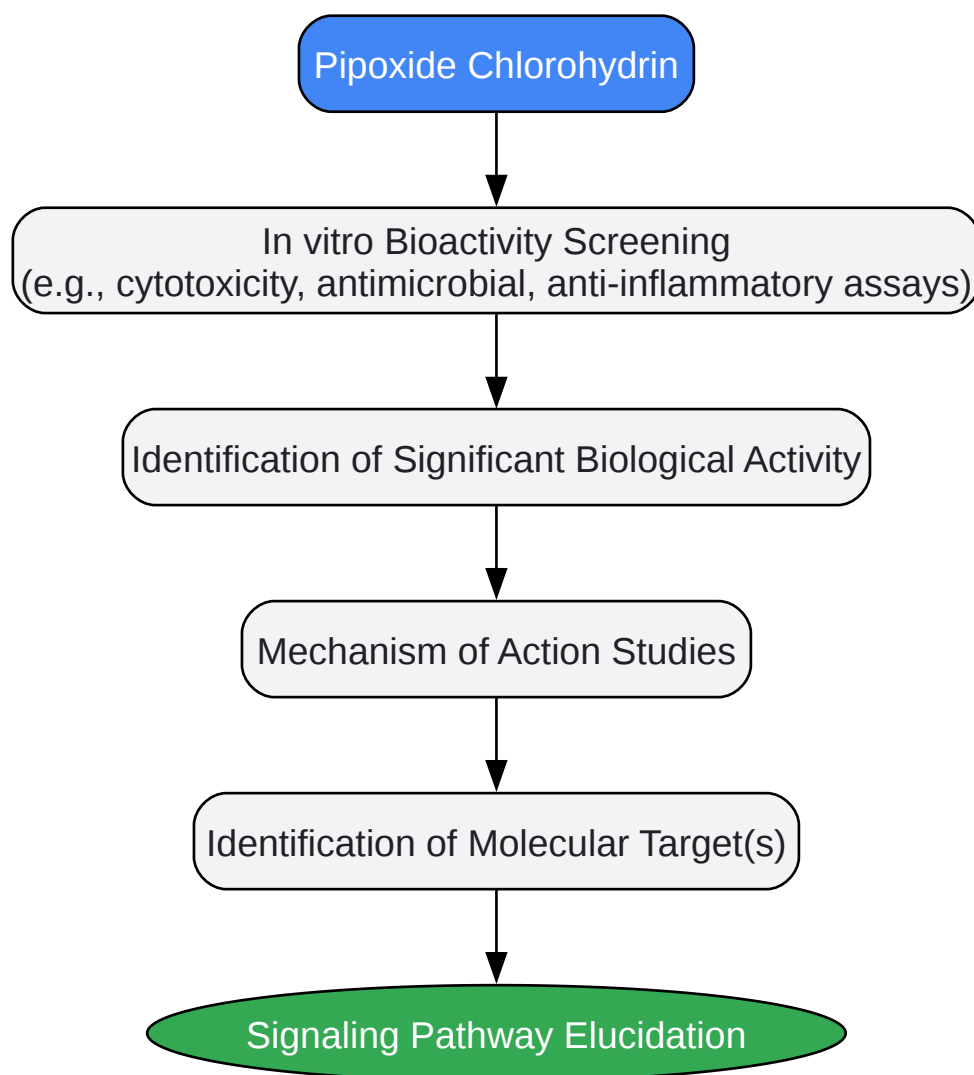 Pipoxide Chlorohydrin
In vitro Bioactivity Screening
(e.g., cytotoxicity, antimicrobial, anti-inflammatory assays)
Identification of Significant Biological Activity
Mechanism of Action Studies
Identification of Molecular Target(s)
Signaling Pathway Elucidation